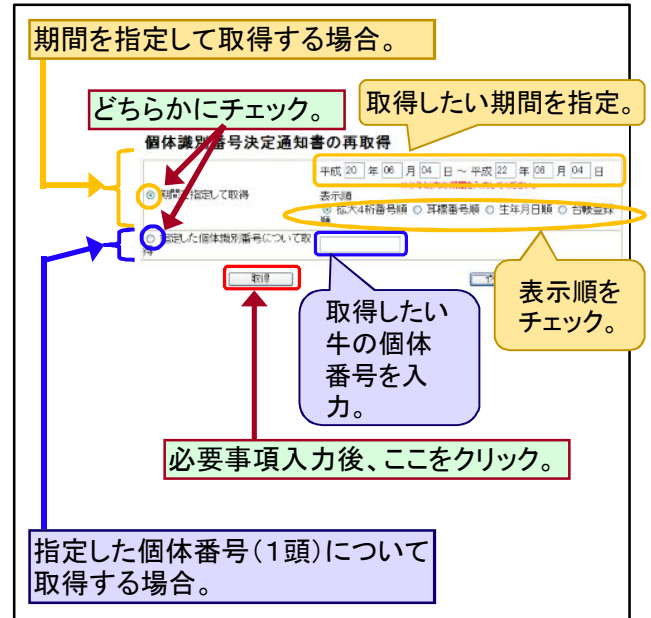 期間を指定して取得する場合。
どちらかにチェック。
取得したい期間を指定。
個体識別番号決定通知書の再取得
平成 20 年 06 月 04 日 ～ 平成 22 年 06 月 04 日
期間を指定して取得
表示順
拡大4桁番号順 耳標番号順 生年月日順 台帳登録
順
指定した個体識別番号について取
得
取得
表示順を
チェック。
取得したい
牛の個体
番号を入
力。
必要事項入力後、ここをクリック。
指定した個体番号（１頭）について
取得する場合。